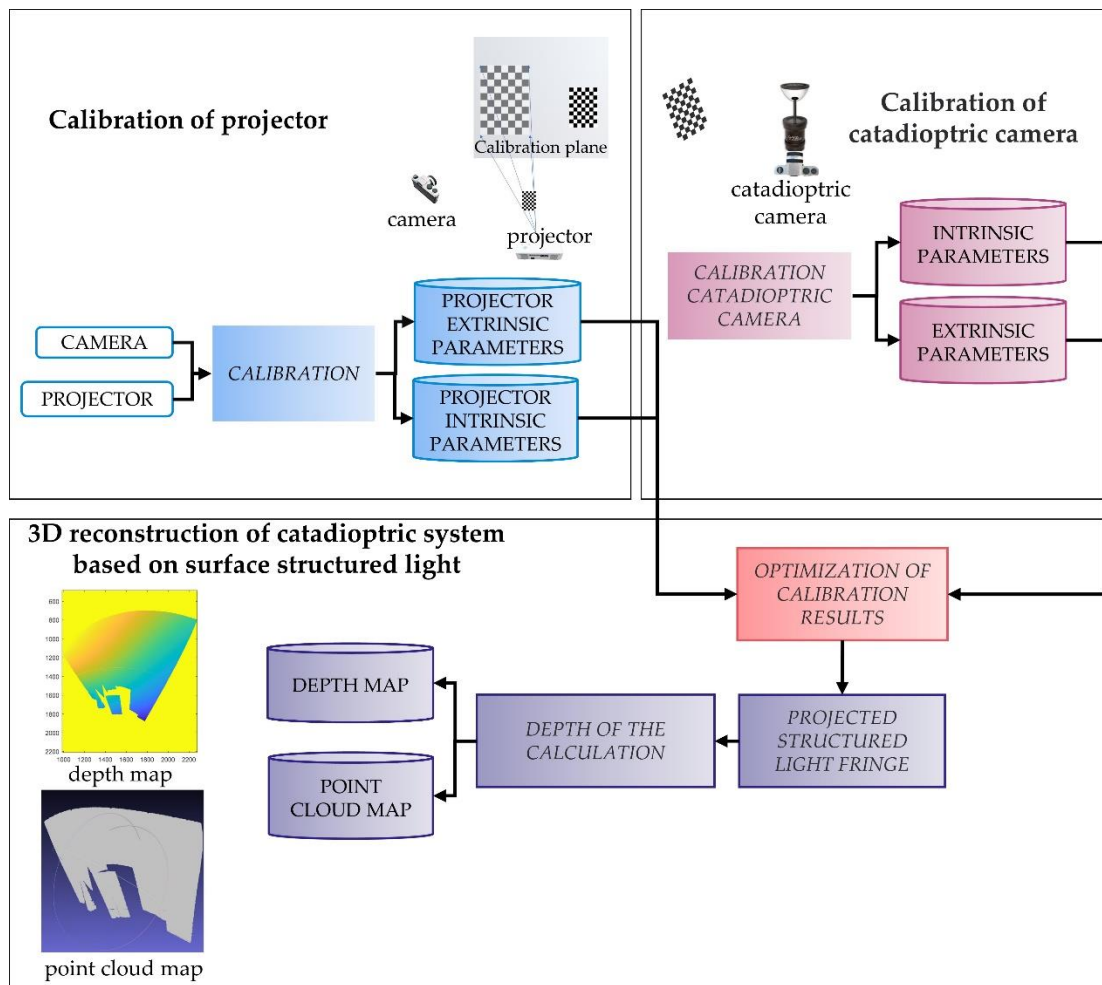 Calibration of projector
Calibration plane
camera
projector
CAMERA
PROJECTOR
CALIBRATION
PROJECTOR
EXTRINSIC
PARAMETERS
PROJECTOR
INTRINSIC
PARAMETERS
Calibration of
catadioptric camera
catadioptric
camera
CALIBRATION
CATADIOPTRIC
CAMERA
INTRINSIC
PARAMETERS
EXTRINSIC
PARAMETERS
3D reconstruction of catadioptric system
based on surface structured light
600
800
1000
1200
1400
1600
1800
2000
2200
1000 1200 1400 1600 1800 2000 2200
depth map
point cloud map
OPTIMIZATION OF
CALIBRATION
RESULTS
PROJECTED
STRUCTURED
LIGHT FRINGE
DEPTH OF THE
CALCULATION
DEPTH MAP
POINT
CLOUD MAP